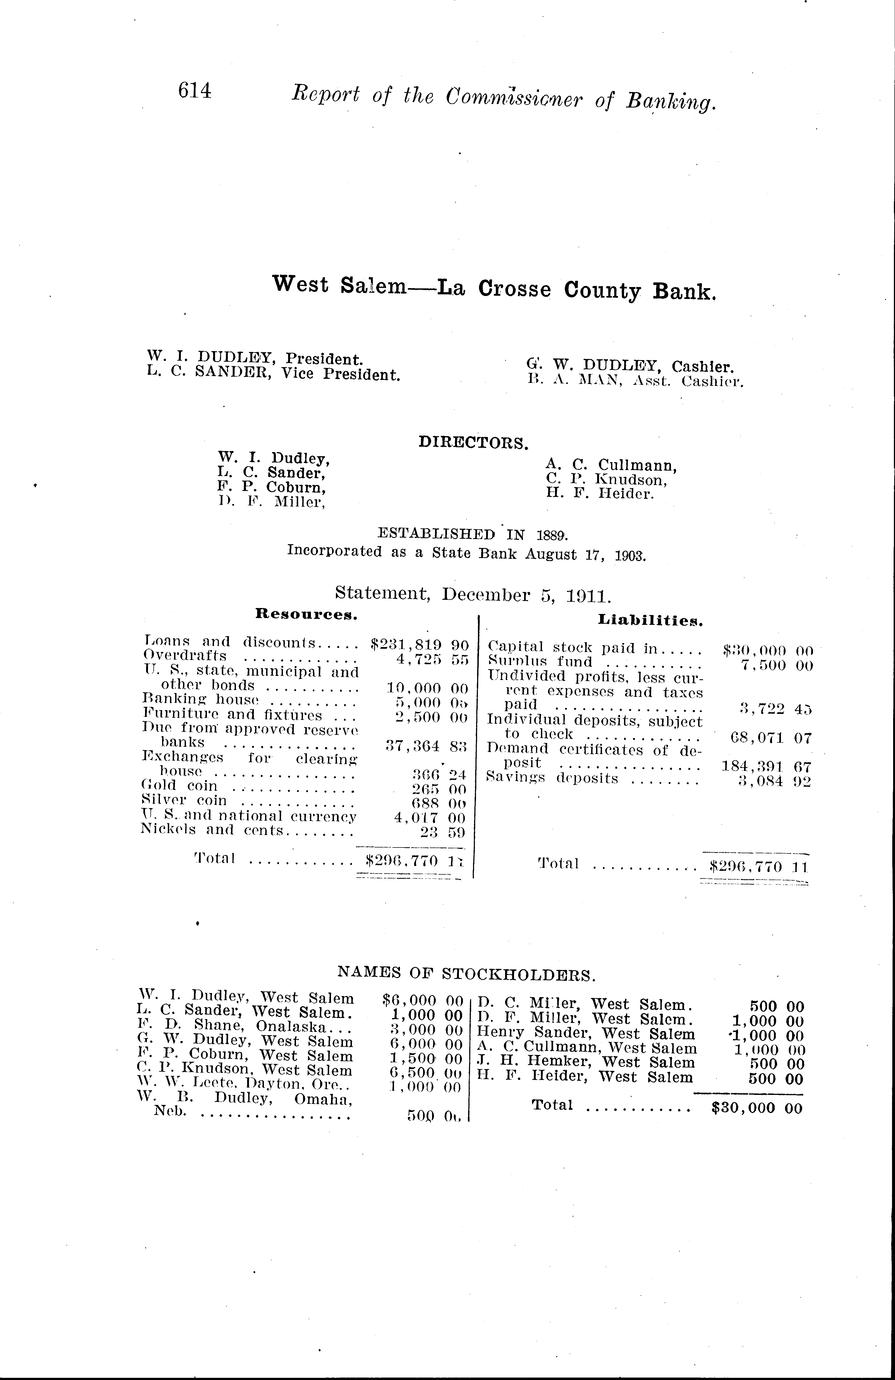 614 Report of the Commissioner of Banking.
West Salem—La Crosse County Bank.
W. I. DUDLEY, President.
L. C. SANDER, Vice President.
G. W. DUDLEY, Cashier.
B. A. MAN, Asst. Cashier.
DIRECTORS.
W. I. Dudley,
L. C. Sander,
F. P. Coburn,
D. F. Miller,
A. C. Cullmann,
C. P. Knudson,
H. F. Heider.
ESTABLISHED IN 1889.
Incorporated as a State Bank August 17, 1903.
Statement, December 5, 1911.
Resources.
Loans and discounts..... $231,819 90
Overdrafts ............. 4,725 55
U. S., state, municipal and
other bonds ........... 10,000 00
Banking house .......... 5,000 00
Furniture and fixtures ... 2,500 00
Due from approved reserve
banks ............... 37,364 83
Exchanges for clearing
house ................ 366 24
Gold coin .............. 265 00
Silver coin ............. 688 00
U. S. and national currency 4,017 00
Nickels and cents........ 23 59
Total ............ $296,770 11
Liabilities.
Capital stock paid in..... $30,000 00
Surplus fund ........... 7,500 00
Undivided profits, less cur-
rent expenses and taxes
paid ................. 3,722 45
Individual deposits, subject
to check ............. 68,071 07
Demand certificates of de-
posit ................ 184,391 67
Savings deposits ........ 3,084 92
Total ............ $296,770 11
NAMES OF STOCKHOLDERS.
W. I. Dudley, West Salem $6,000 00
L. C. Sander, West Salem. 1,000 00
F. D. Shane, Onalaska... 3,000 00
G. W. Dudley, West Salem 6,000 00
F. P. Coburn, West Salem 1,500 00
C. P. Knudson, West Salem 6,500 00
W. W. Leete, Dayton, Ore.. 1,000 00
W. B. Dudley, Omaha,
Neb. ................ 500 00
D. C. Miller, West Salem. 500 00
D. F. Miller, West Salem. 1,000 00
Henry Sander, West Salem 1,000 00
A. C. Cullmann, West Salem 1,000 00
J. H. Hemker, West Salem 500 00
H. F. Heider, West Salem 500 00
Total ............ $30,000 00